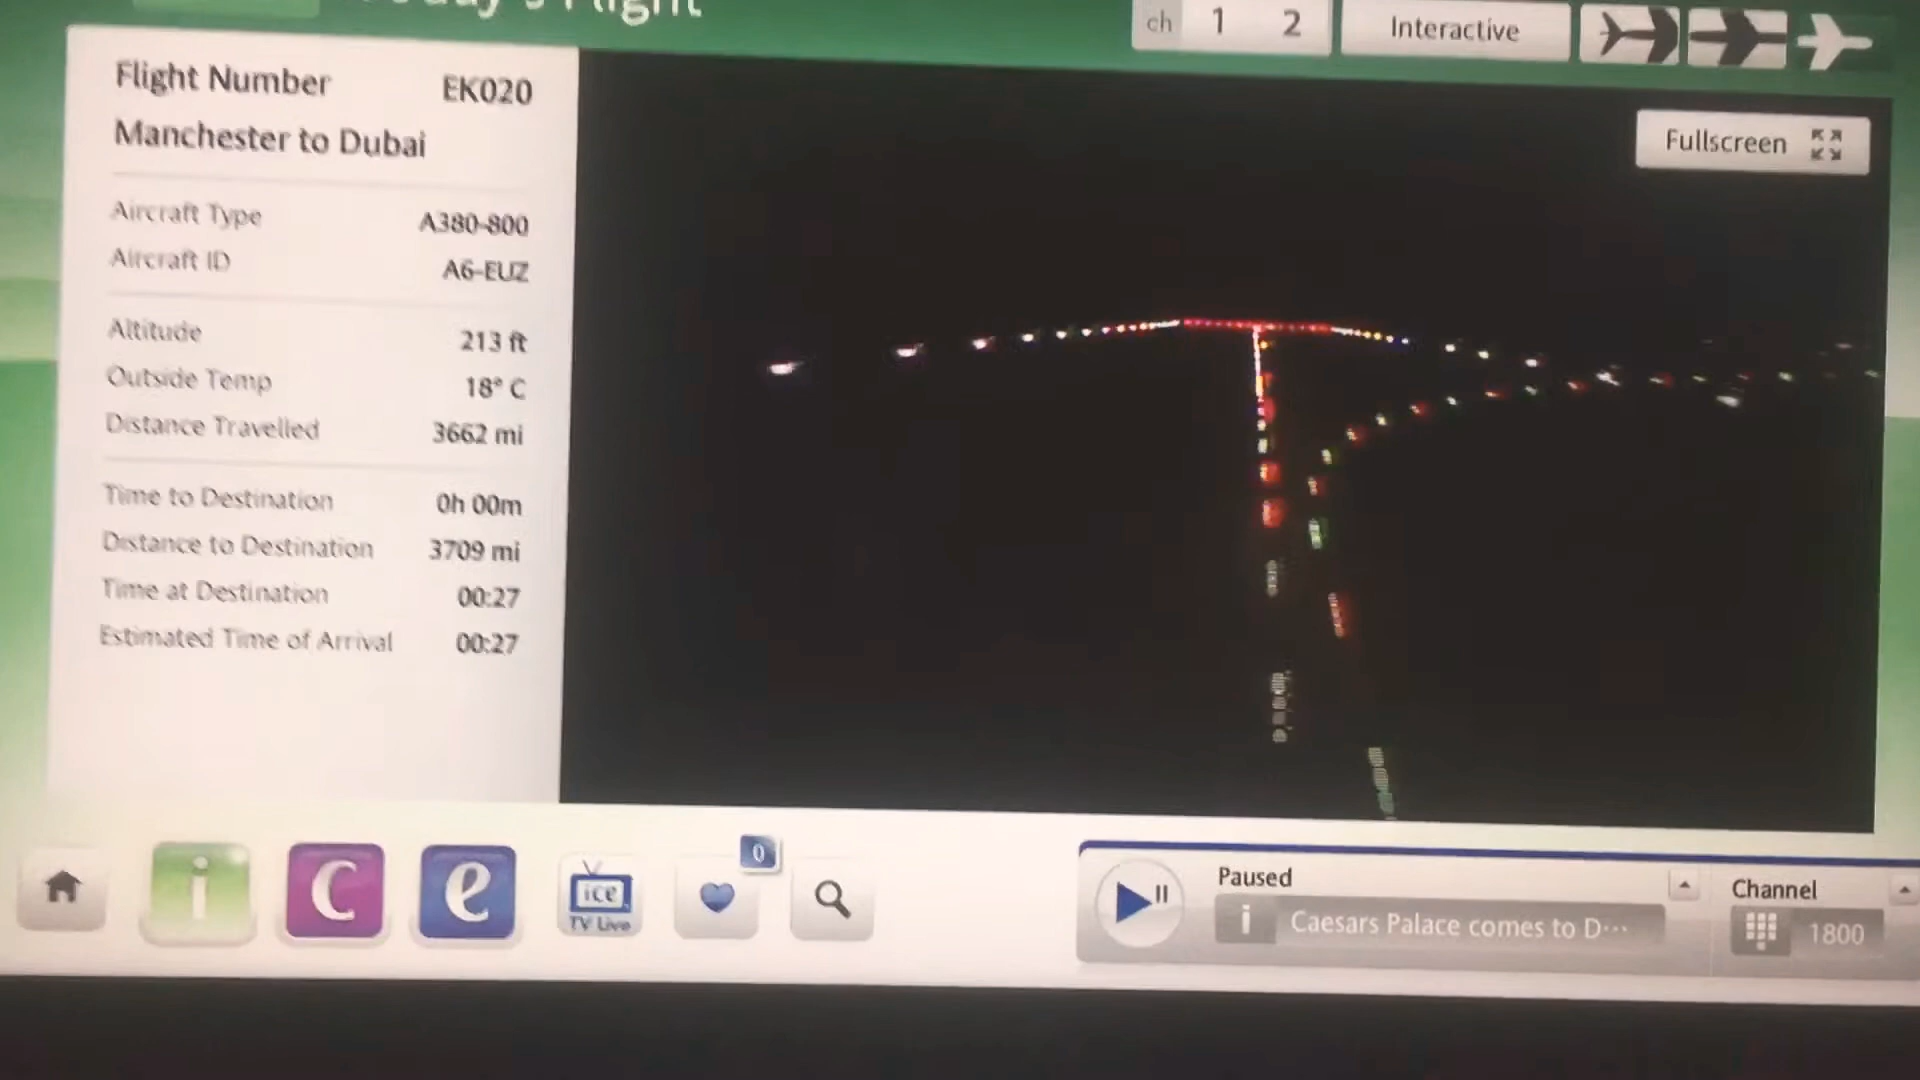 Today's Flight
ch 1 2 Interactive
Fullscreen
Flight Number EK020
Manchester to Dubai
Aircraft Type A380-800
Aircraft ID A6-EUZ
Altitude 213 ft
Outside Temp 18° C
Distance Travelled 3662 mi
Time to Destination 0h 00m
Distance to Destination 3709 mi
Time at Destination 00:27
Estimated Time of Arrival 00:27
0
i C e ice
TV Live
Paused
i Caesars Palace comes to D...
Channel
1800